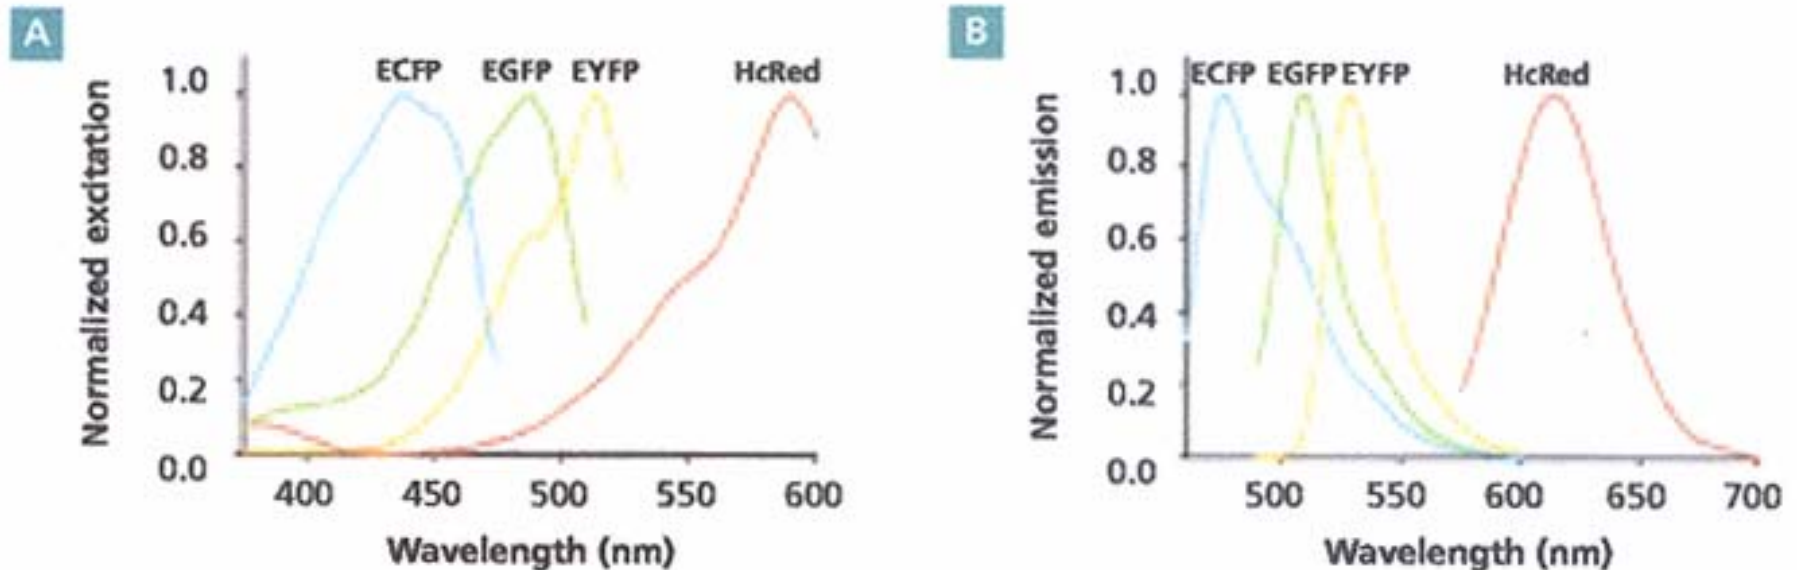 A
ECFP EGFP EYFP HcRed
Normalized excitation
1.0
0.8
0.6
0.4
0.2
0.0
400 450 500 550 600
Wavelength (nm)
B
ECFP EGFP EYFP HcRed
Normalized emission
1.0
0.8
0.6
0.4
0.2
0.0
500 550 600 650 700
Wavelength (nm)